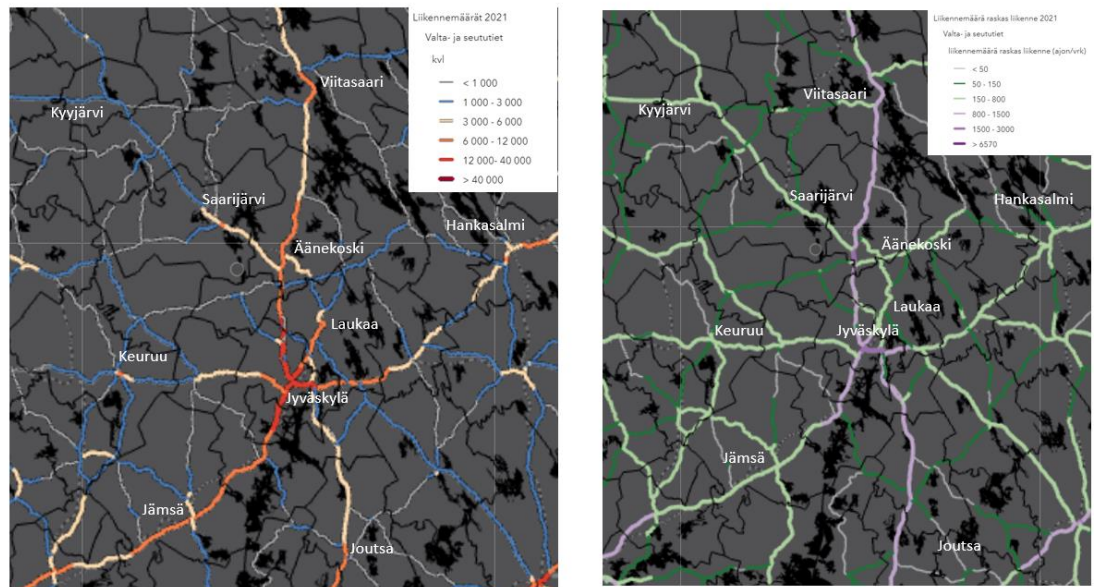 Liikennemäärät 2021
Valta- ja seututiet
kvl
< 1 000
1 000 - 3 000
3 000 - 6 000
6 000 - 12 000
12 000- 40 000
> 40 000
Viitasaari
Kyyjärvi
Saarijärvi
Hankasalmi
Äänekoski
Laukaa
Keuruu
Jyväskylä
Jämsä
Joutsa
Liikennemäärä raskas liikenne 2021
Valta- ja seututiet
liikennemäärä raskas liikenne (ajon/vrk)
< 50
50 - 150
150 - 800
800 - 1500
1500 - 3000
> 6570
Viitasaari
Kyyjärvi
Saarijärvi
Hankasalmi
Äänekoski
Laukaa
Keuruu
Jyväskylä
Jämsä
Joutsa